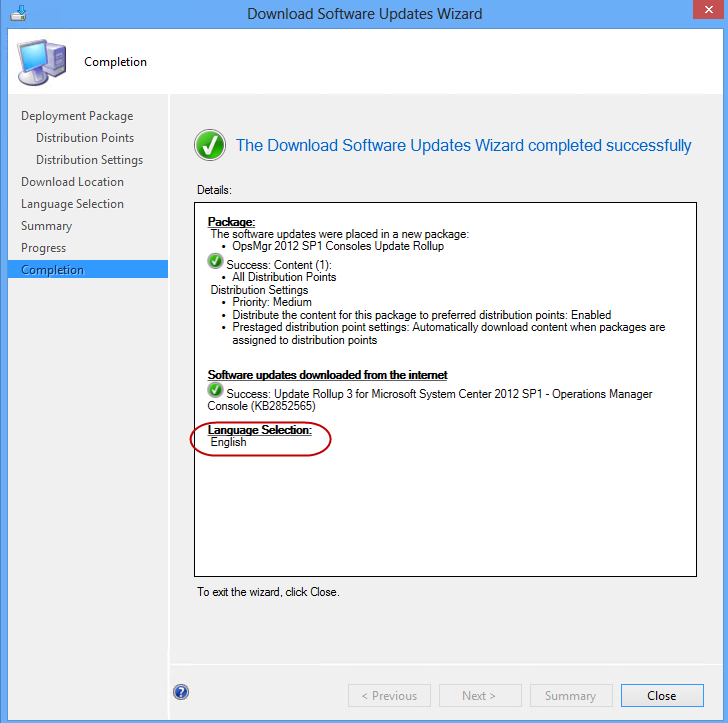 Download Software Updates Wizard
Completion
Deployment Package
Distribution Points
Distribution Settings
Download Location
Language Selection
Summary
Progress
Completion
The Download Software Updates Wizard completed successfully
Details:
Package:
The software updates were placed in a new package:
• OpsMgr 2012 SP1 Consoles Update Rollup
Success: Content (1):
• All Distribution Points
Distribution Settings
• Priority: Medium
• Distribute the content for this package to preferred distribution points: Enabled
• Prestaged distribution point settings: Automatically download content when packages are
assigned to distribution points
Software updates downloaded from the internet
Success: Update Rollup 3 for Microsoft System Center 2012 SP1 - Operations Manager
Console (KB2852565)
Language Selection:
English
To exit the wizard, click Close.
< Previous
Next >
Summary
Close